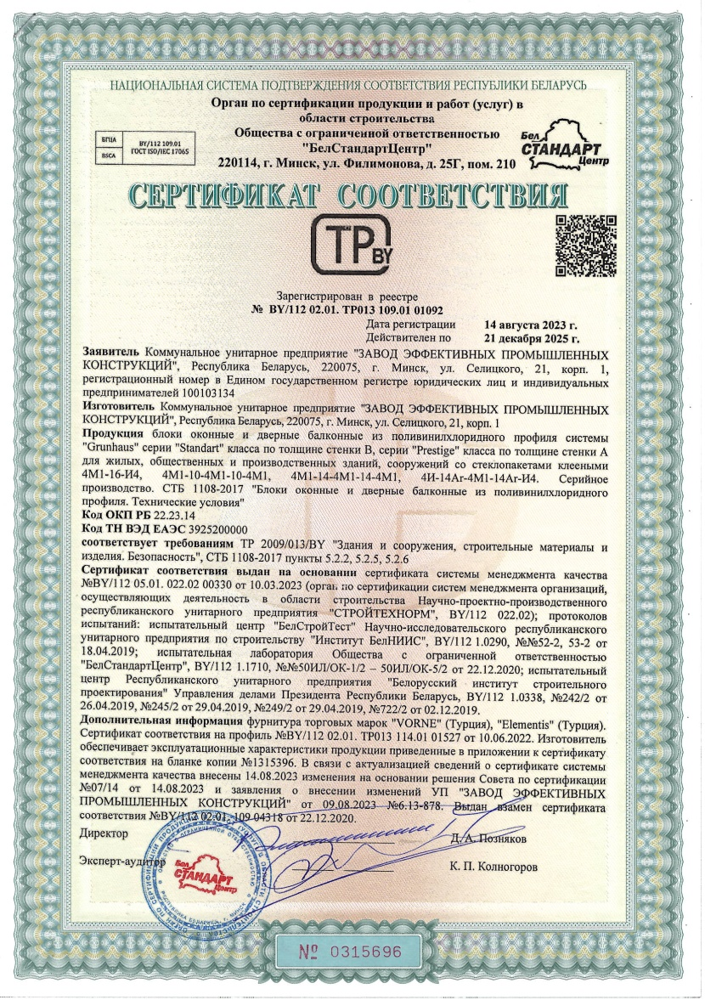 НАЦИОНАЛЬНАЯ СИСТЕМА ПОДТВЕРЖДЕНИЯ СООТВЕТСТВИЯ РЕСПУБЛИКИ БЕЛАРУСЬ
Орган по сертификации продукции и работ (услуг) в
области строительства
Общества с ограниченной ответственностью
"БелСтандартЦентр"
220114, г. Минск, ул. Филимонова, д. 25Г, пом. 210
БГЦА
BSCA
BY/112 109.01
ГОСТ ISO/IEC 17065
Бел
СТАНДАРТ
Центр
СЕРТИФИКАТ СООТВЕТСТВИЯ
ТР BY
Зарегистрирован в реестре
№ BY/112 02.01. ТР013 109.01 01092
Дата регистрации 14 августа 2023 г.
Действителен по 21 декабря 2025 г.
Заявитель Коммунальное унитарное предприятие "ЗАВОД ЭФФЕКТИВНЫХ ПРОМЫШЛЕННЫХ
КОНСТРУКЦИЙ", Республика Беларусь, 220075, г. Минск, ул. Селицкого, 21, корп. 1,
регистрационный номер в Едином государственном регистре юридических лиц и индивидуальных
предпринимателей 100103134
Изготовитель Коммунальное унитарное предприятие "ЗАВОД ЭФФЕКТИВНЫХ ПРОМЫШЛЕННЫХ
КОНСТРУКЦИЙ", Республика Беларусь, 220075, г. Минск, ул. Селицкого, 21, корп. 1
Продукция блоки оконные и дверные балконные из поливинилхлоридного профиля системы
"Grunhaus" серии "Standart" класса по толщине стенки В, серии "Prestige" класса по толщине стенки А
для жилых, общественных и производственных зданий, сооружений со стеклопакетами клееными
4М1-16-И4, 4М1-10-4М1-10-4М1, 4М1-14-4М1-14-4М1, 4И-14Ar-4М1-14Ar-И4. Серийное
производство. СТБ 1108-2017 "Блоки оконные и дверные балконные из поливинилхлоридного
профиля. Технические условия"
Код ОКП РБ 22.23.14
Код ТН ВЭД ЕАЭС 3925200000
соответствует требованиям ТР 2009/013/BY "Здания и сооружения, строительные материалы и
изделия. Безопасность", СТБ 1108-2017 пункты 5.2.2, 5.2.5, 5.2.6
Сертификат соответствия выдан на основании сертификата системы менеджмента качества
№BY/112 05.01. 022.02 00330 от 10.03.2023 (орган по сертификации систем менеджмента организаций,
осуществляющих деятельность в области строительства Научно-проектно-производственного
республиканского унитарного предприятия "СТРОЙТЕХНОРМ", BY/112 022.02); протоколов
испытаний: испытательный центр "БелСтройТест" Научно-исследовательского республиканского
унитарного предприятия по строительству "Институт БелНИИС", BY/112 1.0290, №№52-2, 53-2 от
18.04.2019; испытательная лаборатория Общества с ограниченной ответственностью
"БелСтандартЦентр", BY/112 1.1710, №№50ИЛ/ОК-1/2 – 50ИЛ/ОК-5/2 от 22.12.2020; испытательный
центр Республиканского унитарного предприятия "Белорусский институт строительного
проектирования" Управления делами Президента Республики Беларусь, BY/112 1.0338, №242/2 от
26.04.2019, №245/2 от 29.04.2019, №249/2 от 29.04.2019, №722/2 от 02.12.2019.
Дополнительная информация фурнитура торговых марок "VORNE" (Турция), "Elementis" (Турция).
Сертификат соответствия на профиль №BY/112 02.01. ТР013 114.01 01527 от 10.06.2022. Изготовитель
обеспечивает эксплуатационные характеристики продукции приведенные в приложении к сертификату
соответствия на бланке копии №1315396. В связи с актуализацией сведений о сертификате системы
менеджмента качества внесены 14.08.2023 изменения на основании решения Совета по сертификации
№07/14 от 14.08.2023 и заявления о внесении изменений УП "ЗАВОД ЭФФЕКТИВНЫХ
ПРОМЫШЛЕННЫХ КОНСТРУКЦИЙ" от 09.08.2023 №6.13-878. Выдан взамен сертификата
соответствия №BY/112 02.01. 109 04318 от 22.12.2020.
Директор Д. А. Позняков
Эксперт-аудитор К. П. Колногоров
Бел
СТАНДАРТ
Центр
№ 0315696